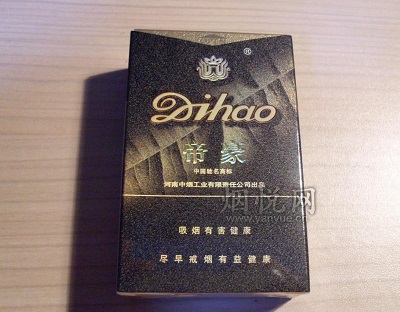 ®
Dihao
帝豪
中国驰名商标
河南中烟工业有限责任公司出品
烟悦网
www.yanyue.cn
吸烟有害健康
尽早戒烟有益健康